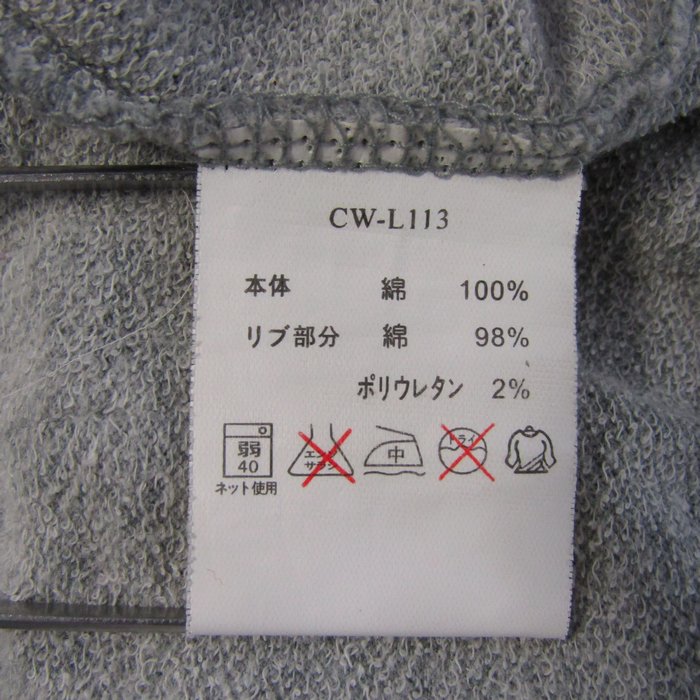 CW-L113
本体 綿 100%
リブ部分 綿 98%
ポリウレタン 2%
弱 エンソ 中 ドライ
40 サラシ
ネット使用